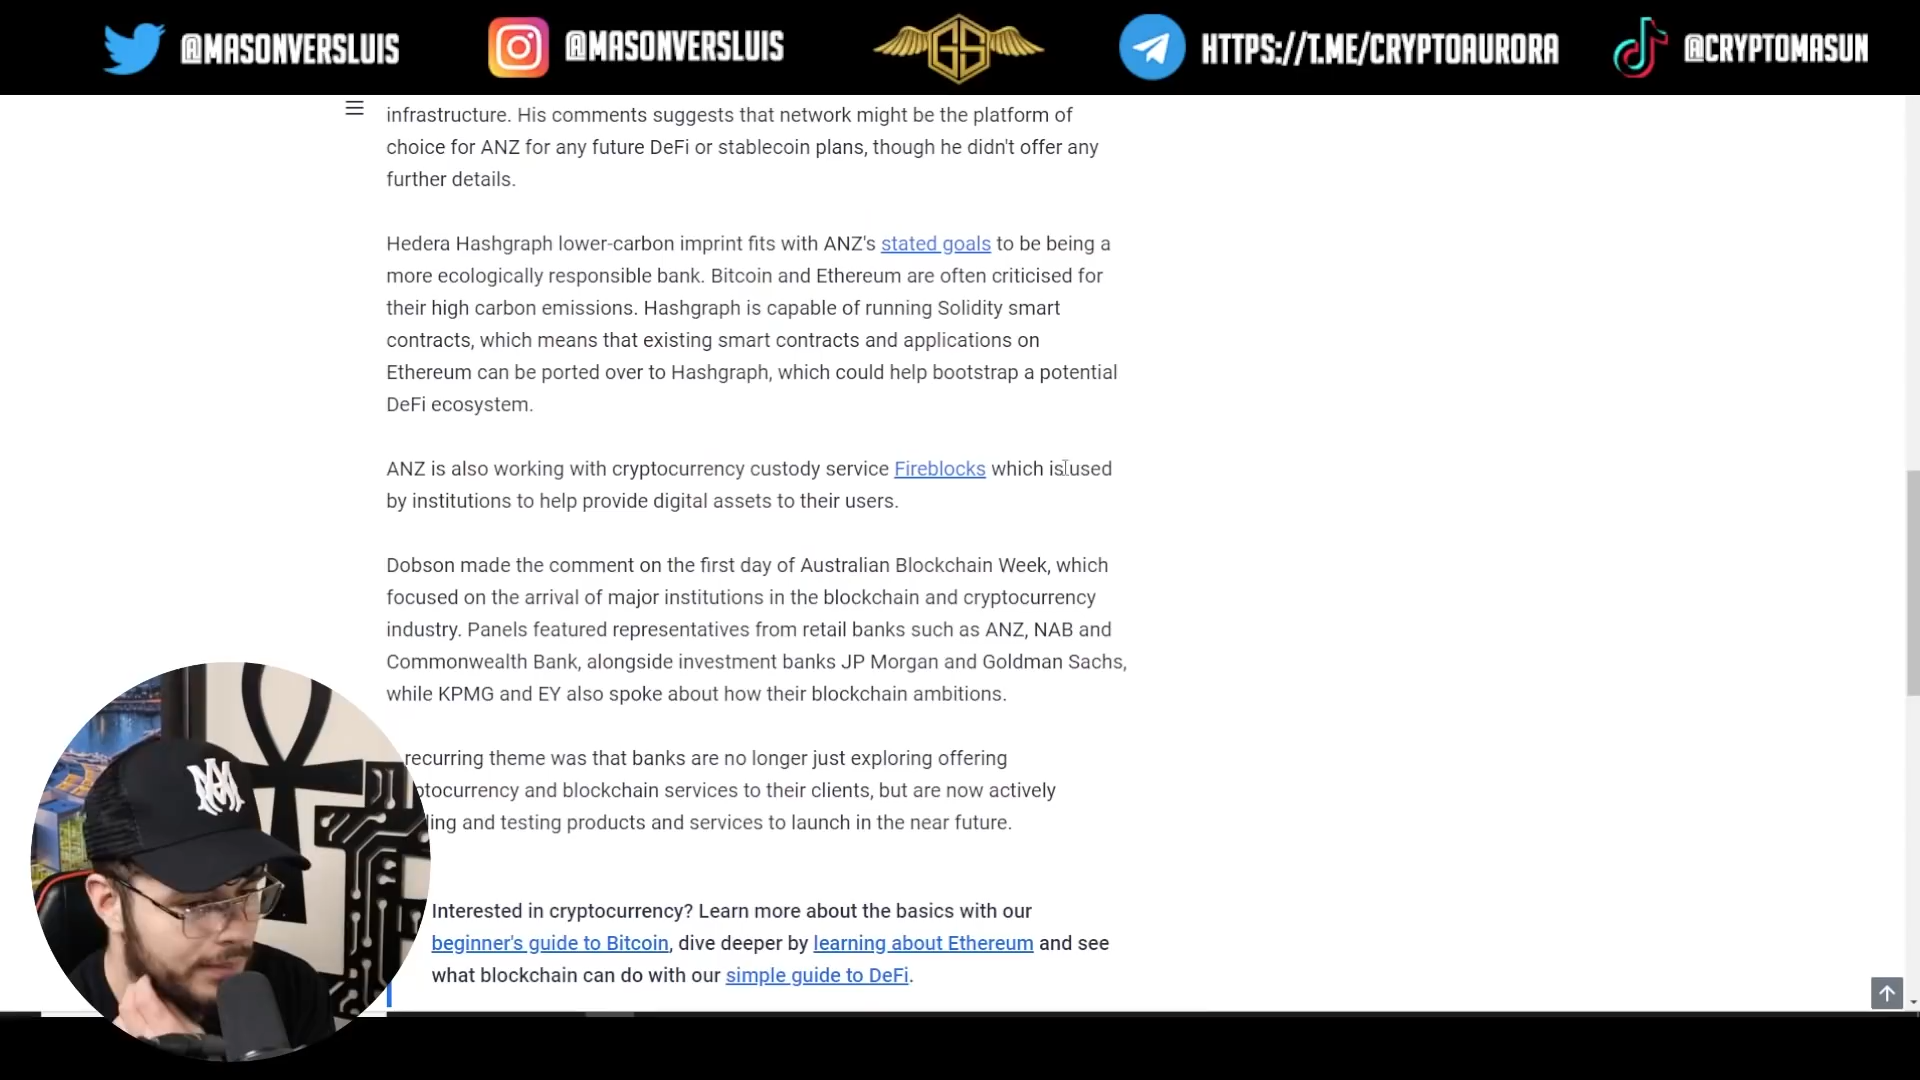 @MASONVERSLUIS
@MASONVERSLUIS
GS
HTTPS://T.ME/CRYPTOAURORA
@CRYPTOMASUN
infrastructure. His comments suggests that network might be the platform of
choice for ANZ for any future DeFi or stablecoin plans, though he didn't offer any
further details.
Hedera Hashgraph lower-carbon imprint fits with ANZ's stated goals to be being a
more ecologically responsible bank. Bitcoin and Ethereum are often criticised for
their high carbon emissions. Hashgraph is capable of running Solidity smart
contracts, which means that existing smart contracts and applications on
Ethereum can be ported over to Hashgraph, which could help bootstrap a potential
DeFi ecosystem.
ANZ is also working with cryptocurrency custody service Fireblocks which is used
by institutions to help provide digital assets to their users.
Dobson made the comment on the first day of Australian Blockchain Week, which
focused on the arrival of major institutions in the blockchain and cryptocurrency
industry. Panels featured representatives from retail banks such as ANZ, NAB and
Commonwealth Bank, alongside investment banks JP Morgan and Goldman Sachs,
while KPMG and EY also spoke about how their blockchain ambitions.
recurring theme was that banks are no longer just exploring offering
ptocurrency and blockchain services to their clients, but are now actively
ling and testing products and services to launch in the near future.
Interested in cryptocurrency? Learn more about the basics with our
beginner's guide to Bitcoin, dive deeper by learning about Ethereum and see
what blockchain can do with our simple guide to DeFi.